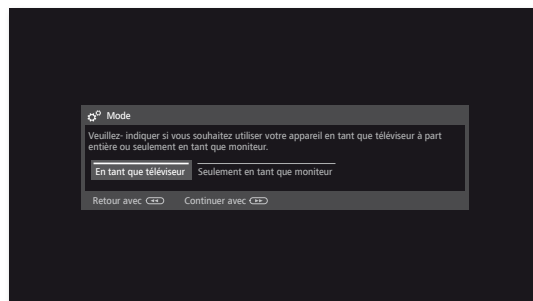 Mode
Veuillez- indiquer si vous souhaitez utiliser votre appareil en tant que téléviseur à part
entière ou seulement en tant que moniteur.
En tant que téléviseur Seulement en tant que moniteur
Retour avec Continuer avec